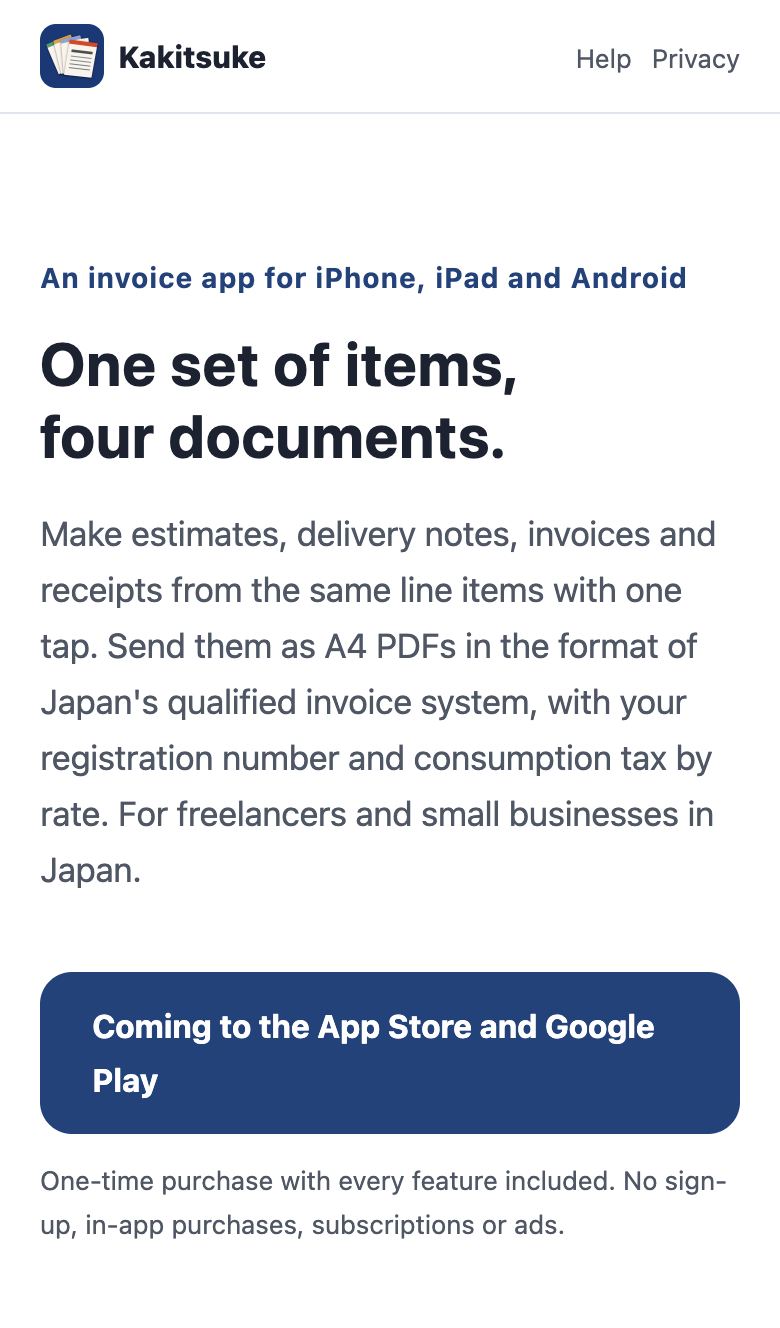 Kakitsuke
Help Privacy
An invoice app for iPhone, iPad and Android
One set of items,
four documents.
Make estimates, delivery notes, invoices and
receipts from the same line items with one
tap. Send them as A4 PDFs in the format of
Japan's qualified invoice system, with your
registration number and consumption tax by
rate. For freelancers and small businesses in
Japan.
Coming to the App Store and Google
Play
One-time purchase with every feature included. No sign-
up, in-app purchases, subscriptions or ads.